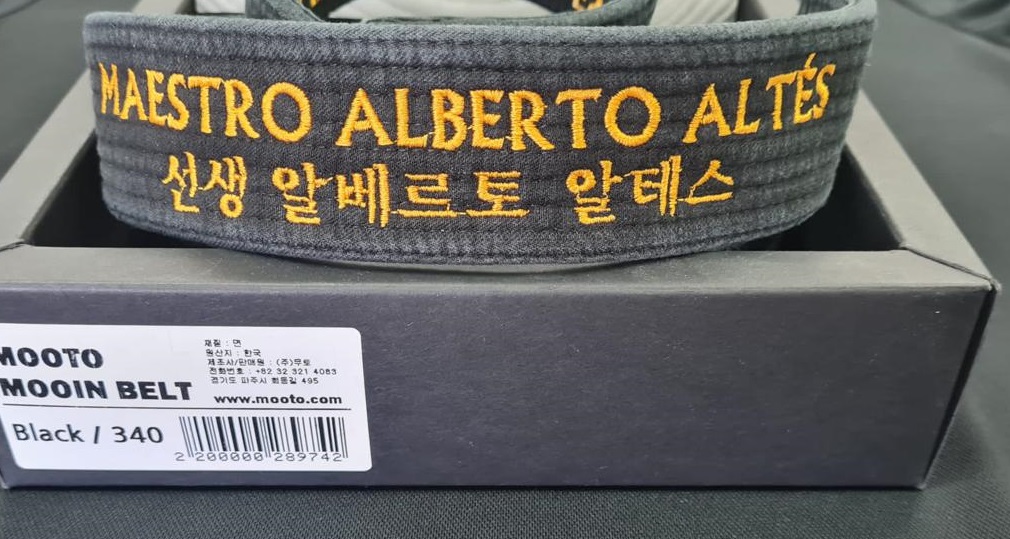 MAESTRO ALBERTO ALTÉS
선생 알베르토 알테스
MOOTO
MOOIN BELT
재질 : 면
원산지 : 한국
제조사/판매원 : (주)무토
전화번호 : +82 32 321 4083
경기도 파주시 회동길 495
www.mooto.com
Black / 340
2 200000 289742